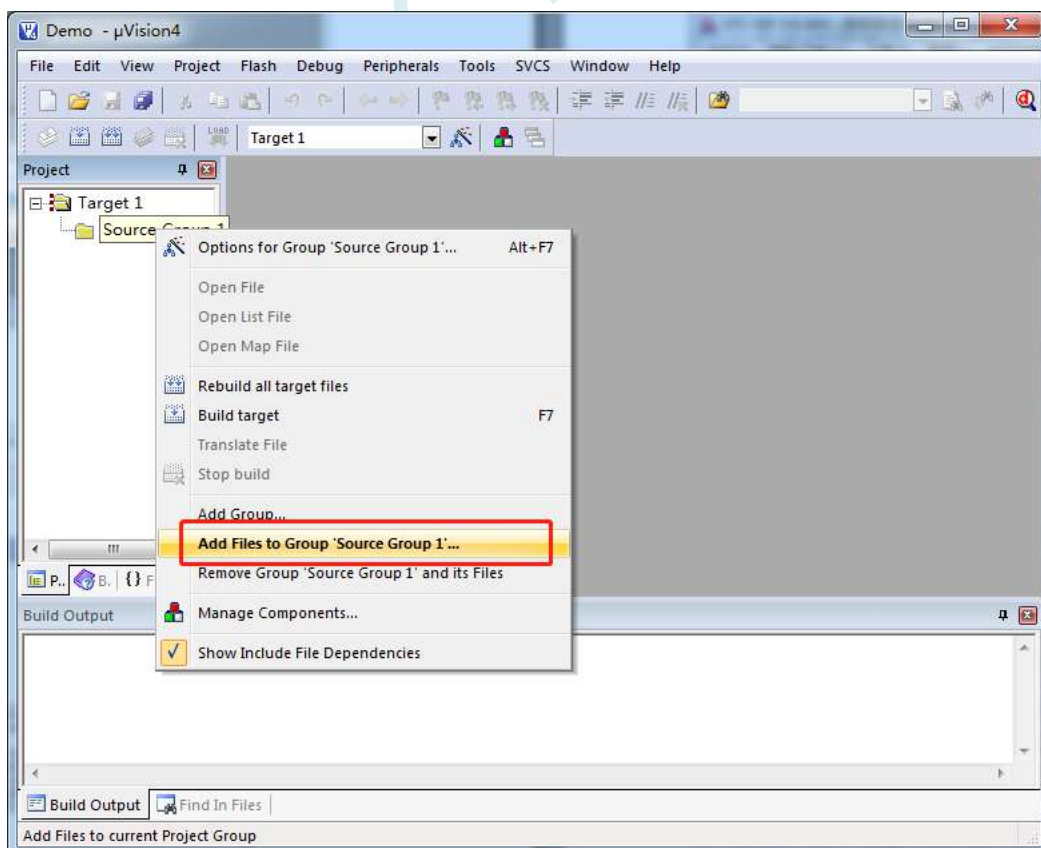 Demo - µVision4
File Edit View Project Flash Debug Peripherals Tools SVCS Window Help
LOAD Target 1
Project
Target 1
Source Group 1
Options for Group 'Source Group 1'... Alt+F7
Open File
Open List File
Open Map File
Rebuild all target files
Build target F7
Translate File
Stop build
Add Group...
Add Files to Group 'Source Group 1'...
Remove Group 'Source Group 1' and its Files
Manage Components...
Show Include File Dependencies
P.. B. {} F
Build Output
Build Output Find In Files
Add Files to current Project Group